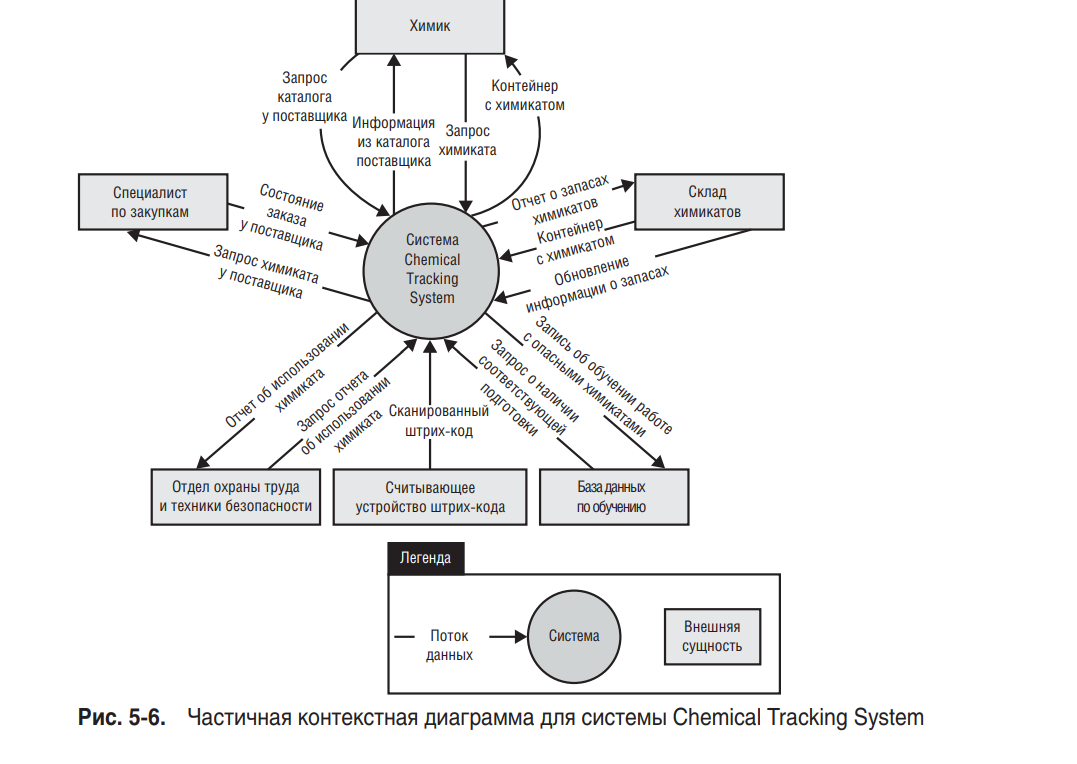 Химик
Запрос
каталога
у поставщика
Информация
из каталога
поставщика
Запрос
химиката
Контейнер
с химикатом
Специалист
по закупкам
Состояние
заказа
у поставщика
Запрос химиката
у поставщика
Система
Chemical
Tracking
System
Отчет о запасах
химикатов
Контейнер
с химикатом
Обновление
информации о запасах
Склад
химикатов
Отчет об использовании
химиката
Запрос отчета
об использовании
химиката
Сканированный
штрих-код
Запрос о наличии
соответствующей
подготовки
Запись об обучении работе
с опасными химикатами
Отдел охраны труда
и техники безопасности
Считывающее
устройство штрих-кода
База данных
по обучению
Легенда
Поток
данных
Система
Внешняя
сущность
Рис. 5-6. Частичная контекстная диаграмма для системы Chemical Tracking System